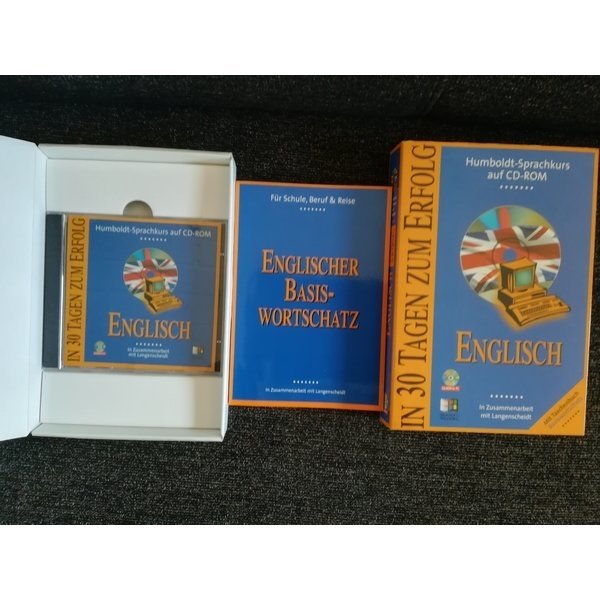 IN 30 TAGEN ZUM ERFOLG
Humboldt-Sprachkurs auf CD-ROM
ENGLISCH
in Zusammenarbeit
mit Langenscheidt
Für Schule, Beruf & Reise
ENGLISCHER
BASIS-
WORTSCHATZ
in Zusammenarbeit mit Langenscheidt
IN 30 TAGEN ZUM ERFOLG
Humboldt-Sprachkurs
auf CD-ROM
ENGLISCH
in Zusammenarbeit
mit Langenscheidt
Mit Taschenbuch